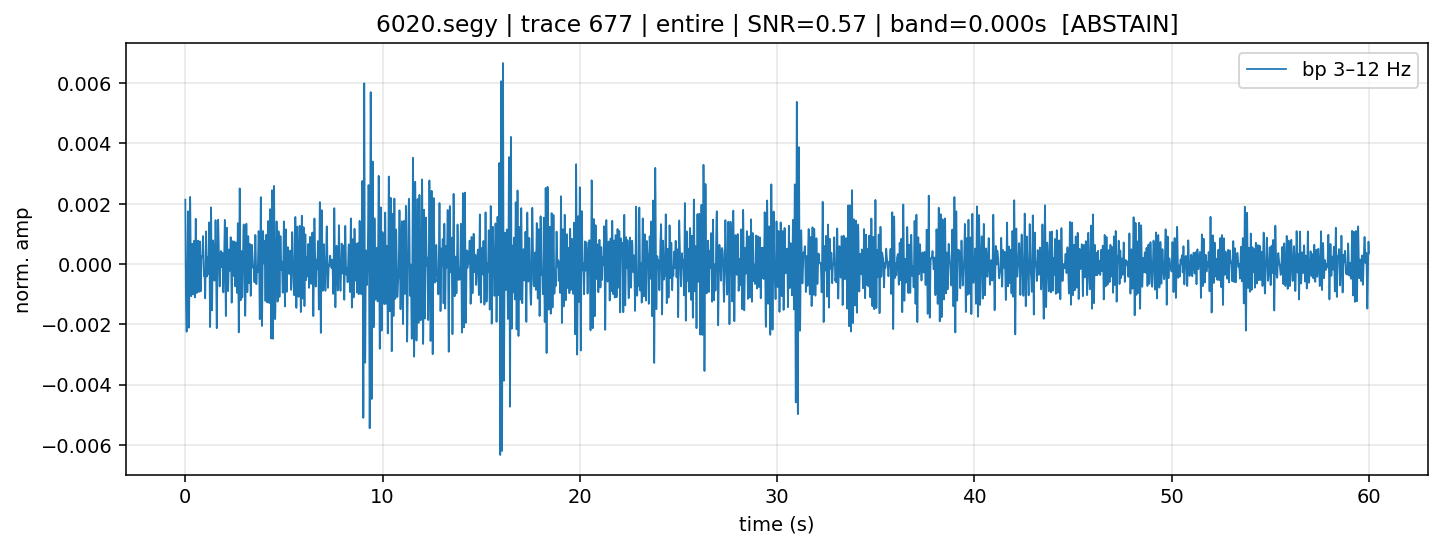 6020.segy | trace 677 | entire | SNR=0.57 | band=0.000s  [ABSTAIN]
bp 3–12 Hz
0.006
0.004
0.002
0.000
−0.002
−0.004
−0.006
norm. amp
0 10 20 30 40 50 60
time (s)